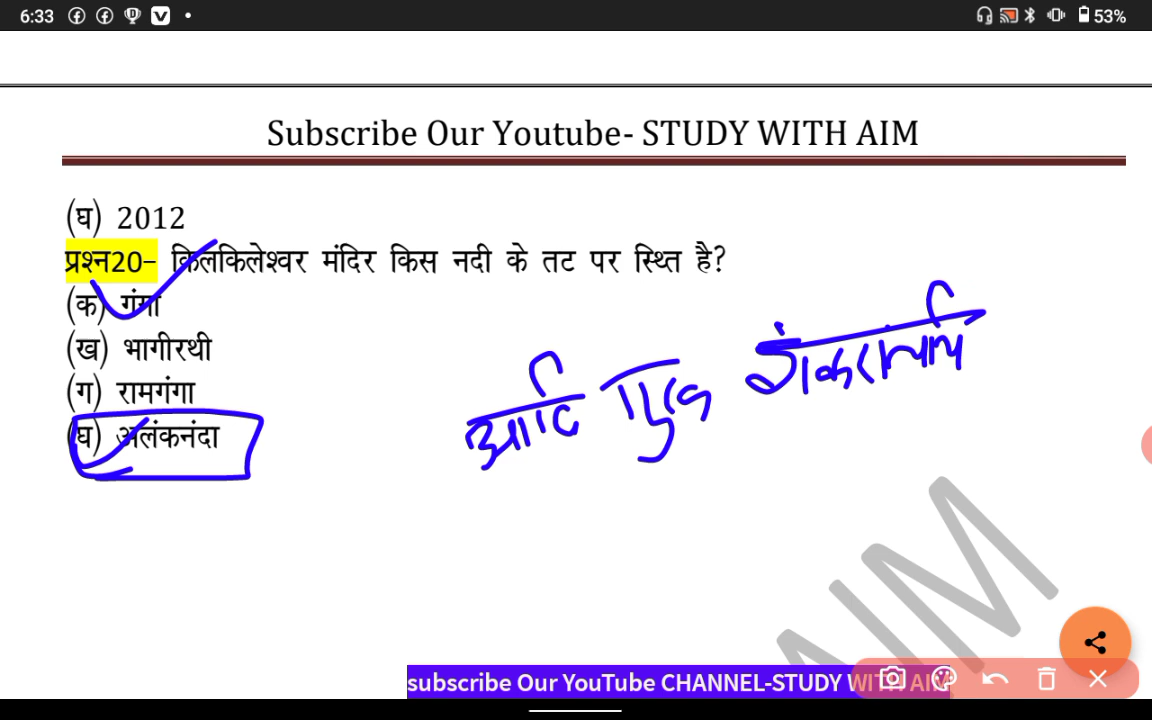 6:33 53%
Subscribe Our Youtube- STUDY WITH AIM
(घ) 2012
प्रश्न20- किलकिलेश्वर मंदिर किस नदी के तट पर स्थित है?
(क) गंगा
(ख) भागीरथी
(ग) रामगंगा
(घ) अलंकनंदा
आदि गुरु शंकराचार्य
AIM
subscribe Our YouTube CHANNEL-STUDY WITH AIM